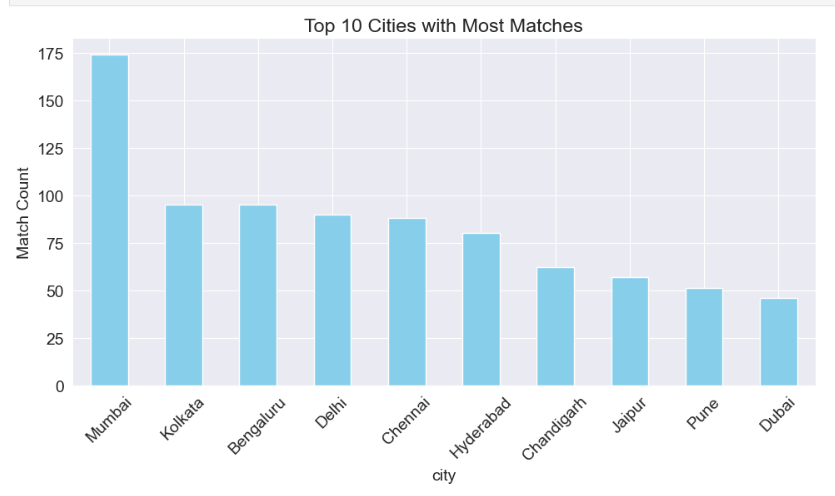 Top 10 Cities with Most Matches
175
150
125
100
75
50
25
0
Match Count
Mumbai
Kolkata
Bengaluru
Delhi
Chennai
Hyderabad
Chandigarh
Jaipur
Pune
Dubai
city